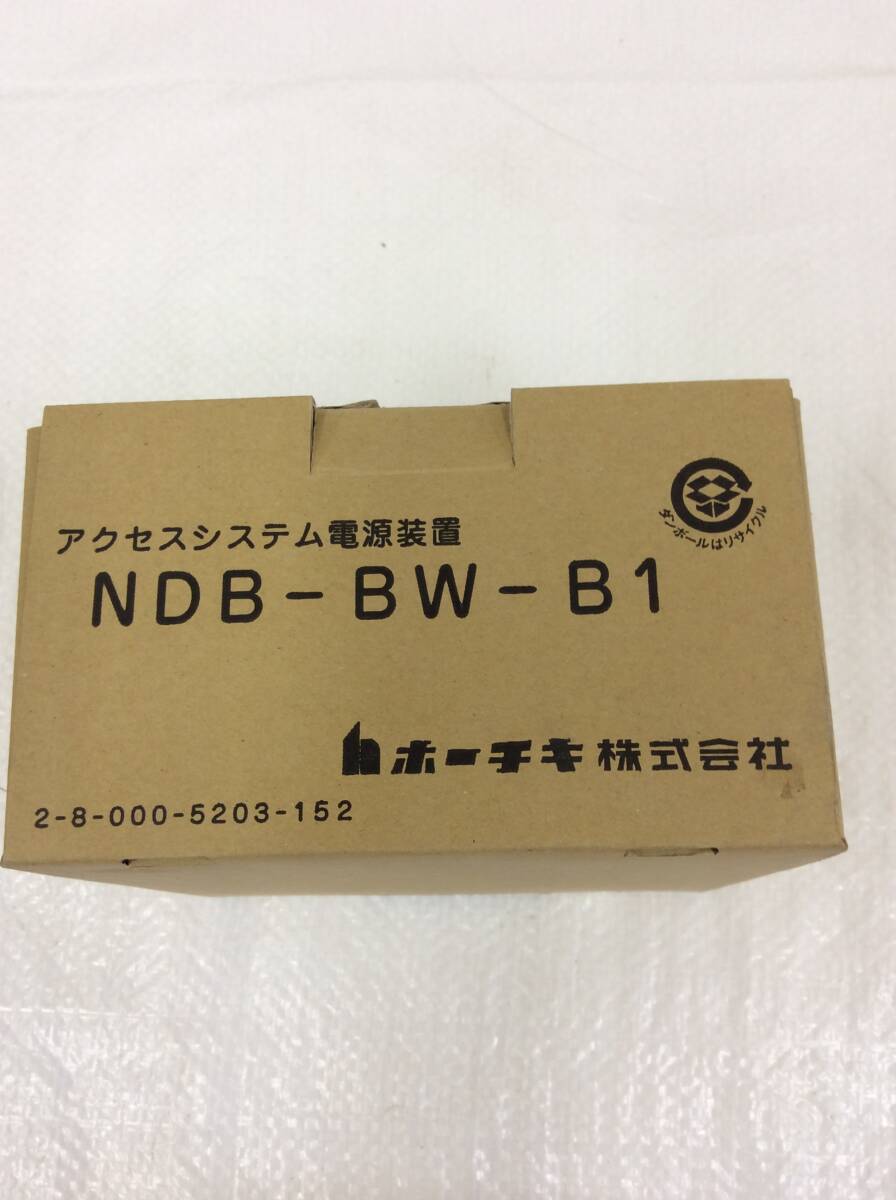 ダンボールはリサイクル
アクセスシステム電源装置
NDB-BW-B1
ホーチキ株式会社
2-8-000-5203-152